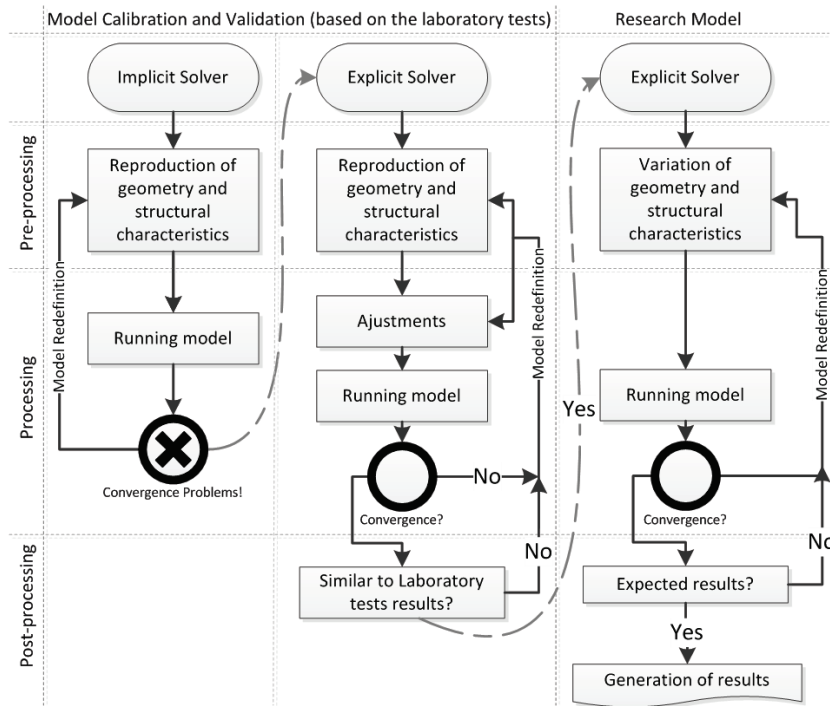 Model Calibration and Validation (based on the laboratory tests)
Research Model
Pre-processing
Processing
Post-processing
Implicit Solver
Reproduction of
geometry and
structural
characteristics
Running model
Convergence Problems!
Model Redefinition
Explicit Solver
Reproduction of
geometry and
structural
characteristics
Ajustments
Running model
Convergence?
No
Model Redefinition
Similar to Laboratory
tests results?
No
Yes
Explicit Solver
Variation of
geometry and
structural
characteristics
Running model
Convergence?
Model Redefinition
Expected results?
No
Yes
Generation of results